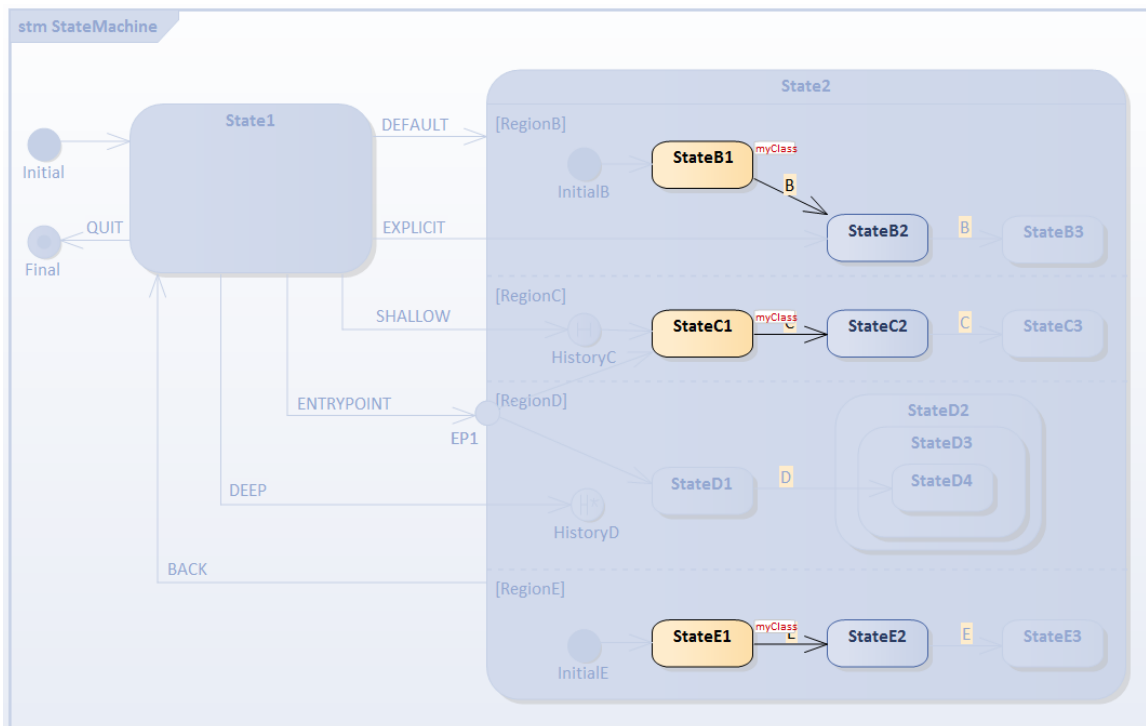 stm StateMachine
State2
State1
DEFAULT
[RegionB]
Initial
StateB1
myClass
B
InitialB
QUIT
Final
EXPLICIT
StateB2
B
StateB3
[RegionC]
SHALLOW
HistoryC
StateC1
myClass
StateC2
C
StateC3
ENTRYPOINT
EP1
[RegionD]
StateD2
StateD3
StateD1
D
StateD4
DEEP
HistoryD
BACK
[RegionE]
InitialE
StateE1
myClass
StateE2
E
StateE3